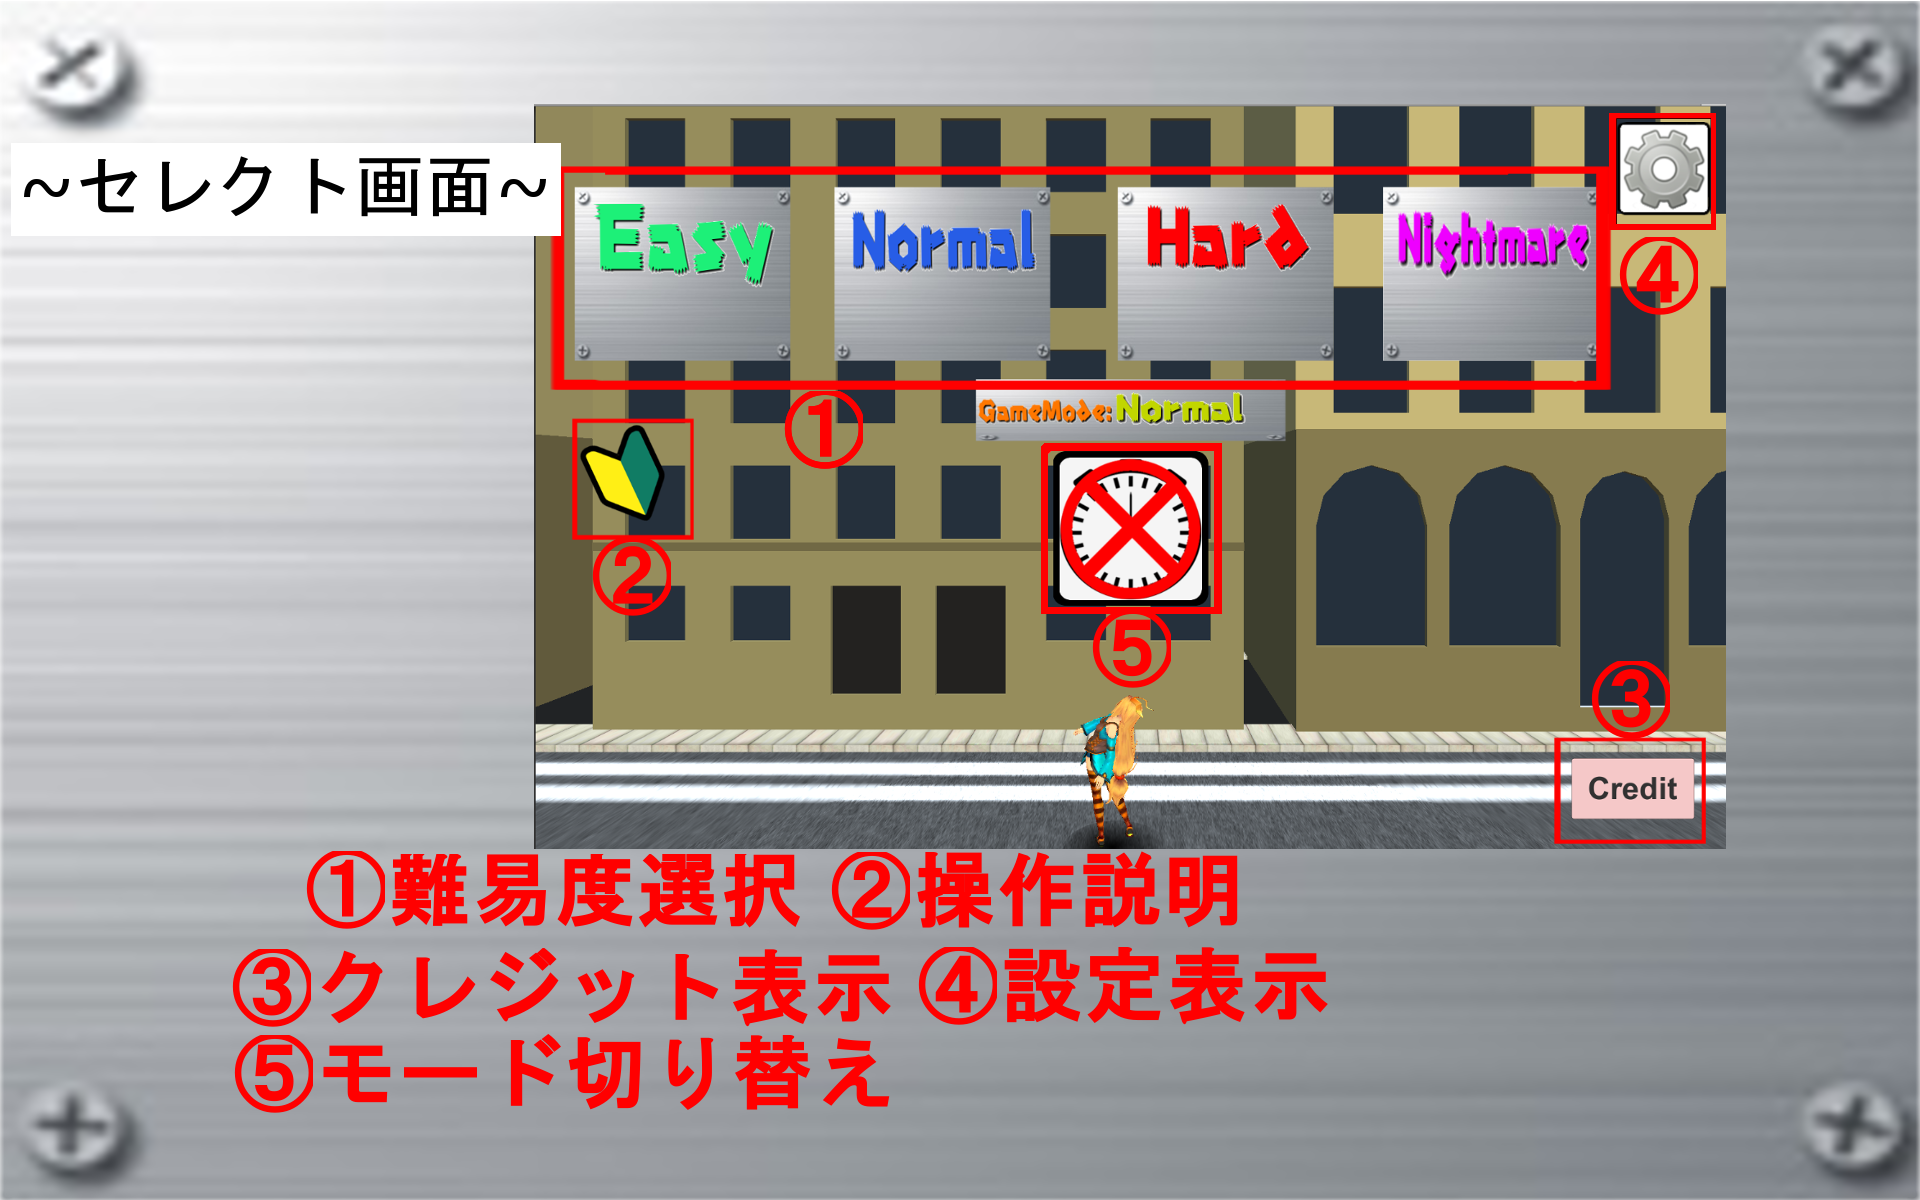 ~セレクト画面~
Easy Normal Hard Nightmare
④
GameMode:Normal
①
②
⑤
③
Credit
①難易度選択 ②操作説明
③クレジット表示 ④設定表示
⑤モード切り替え